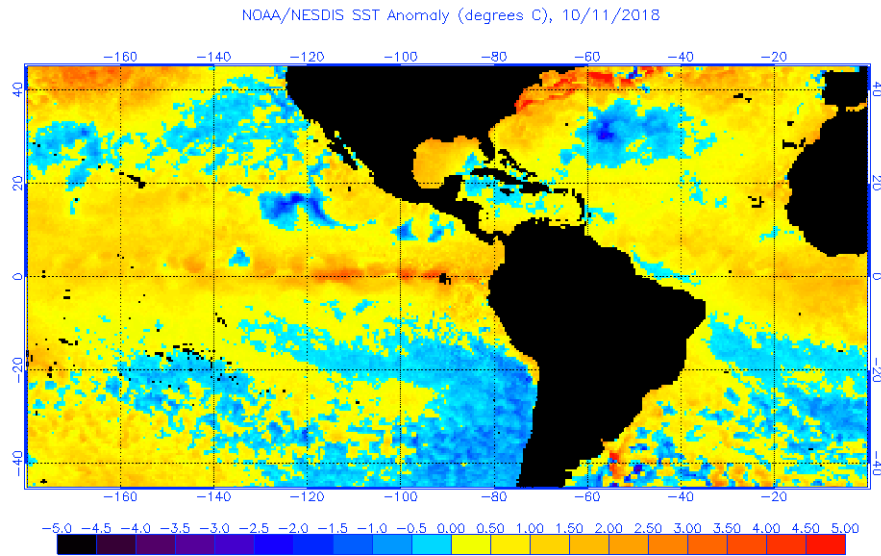 NOAA/NESDIS SST Anomaly (degrees C), 10/11/2018
-160 -140 -120 -100 -80 -60 -40 -20
40 40
20 20
0 0
-20 -20
-40 -40
-160 -140 -120 -100 -80 -60 -40 -20
-5.0 -4.5 -4.0 -3.5 -3.0 -2.5 -2.0 -1.5 -1.0 -0.5 0.00 0.50 1.00 1.50 2.00 2.50 3.00 3.50 4.00 4.50 5.00